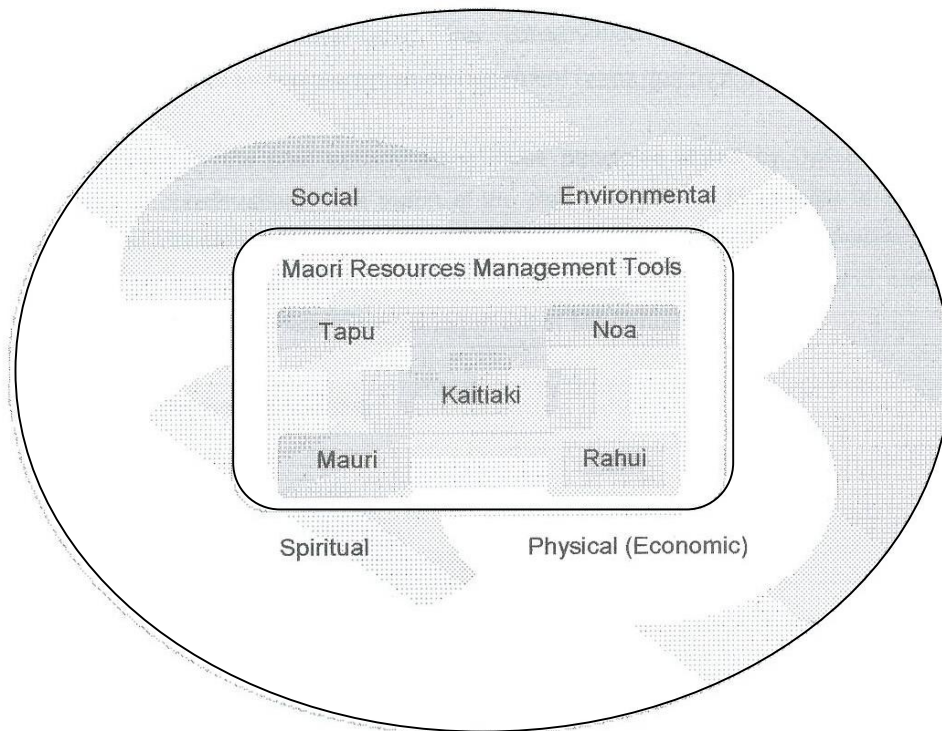 Social
Environmental
Maori Resources Management Tools
Tapu
Noa
Kaitiaki
Mauri
Rahui
Spiritual
Physical (Economic)